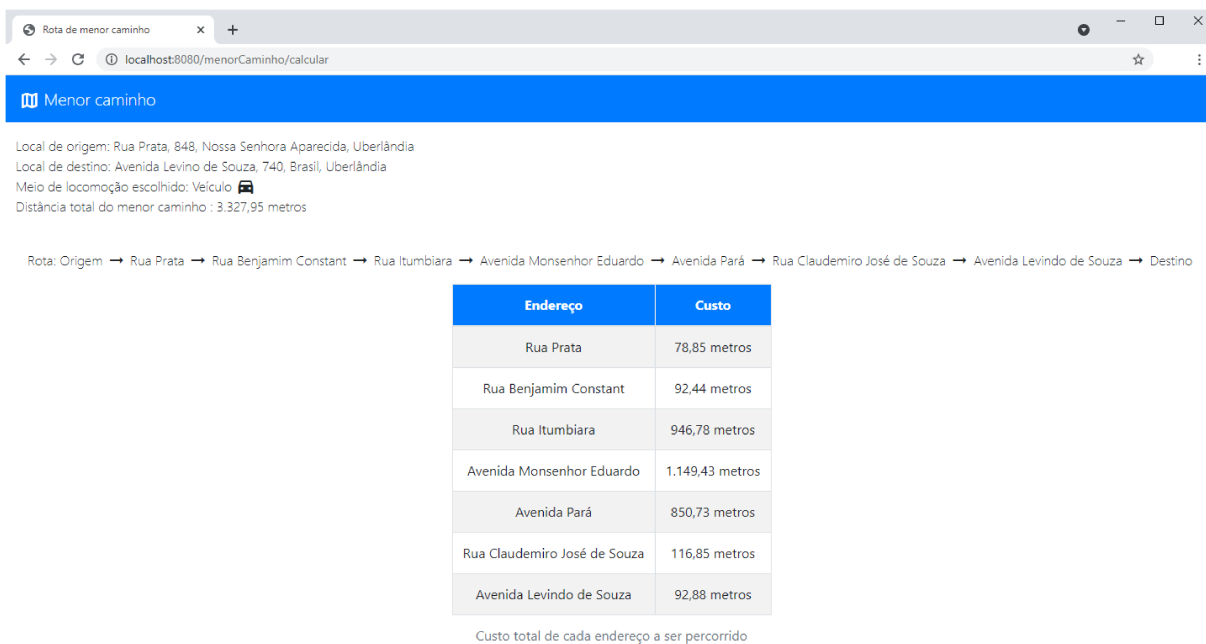 Rota de menor caminho
localhost:8080/menorCaminho/calcular
Menor caminho
Local de origem: Rua Prata, 848, Nossa Senhora Aparecida, Uberlândia
Local de destino: Avenida Levino de Souza, 740, Brasil, Uberlândia
Meio de locomoção escolhido: Veículo
Distância total do menor caminho : 3.327,95 metros
Rota: Origem → Rua Prata → Rua Benjamim Constant → Rua Itumbiara → Avenida Monsenhor Eduardo → Avenida Pará → Rua Claudemiro José de Souza → Avenida Levindo de Souza → Destino
Endereço Custo
Rua Prata 78,85 metros
Rua Benjamim Constant 92,44 metros
Rua Itumbiara 946,78 metros
Avenida Monsenhor Eduardo 1.149,43 metros
Avenida Pará 850,73 metros
Rua Claudemiro José de Souza 116,85 metros
Avenida Levindo de Souza 92,88 metros
Custo total de cada endereço a ser percorrido